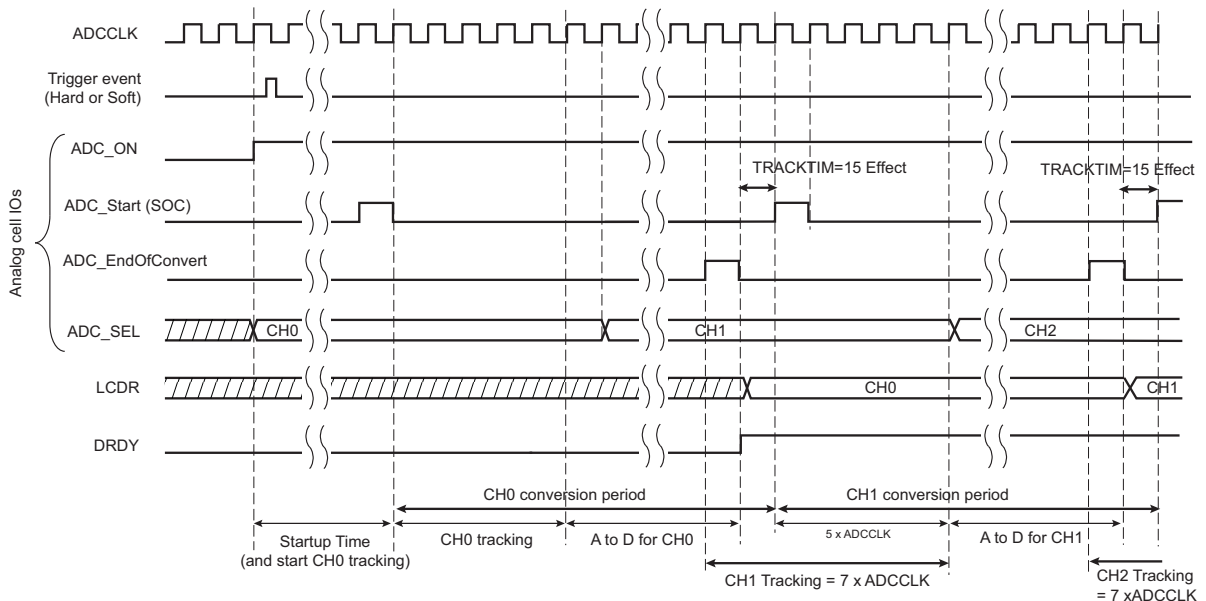 ADCCLK
Trigger event
(Hard or Soft)
Analog cell IOs
ADC_ON
TRACKTIM=15 Effect
TRACKTIM=15 Effect
ADC_Start (SOC)
ADC_EndOfConvert
ADC_SEL
CH0
CH1
CH2
LCDR
CH0
CH1
DRDY
CH0 conversion period
CH1 conversion period
Startup Time
(and start CH0 tracking)
CH0 tracking
A to D for CH0
5 x ADCCLK
A to D for CH1
CH1 Tracking = 7 x ADCCLK
CH2 Tracking
= 7 xADCCLK